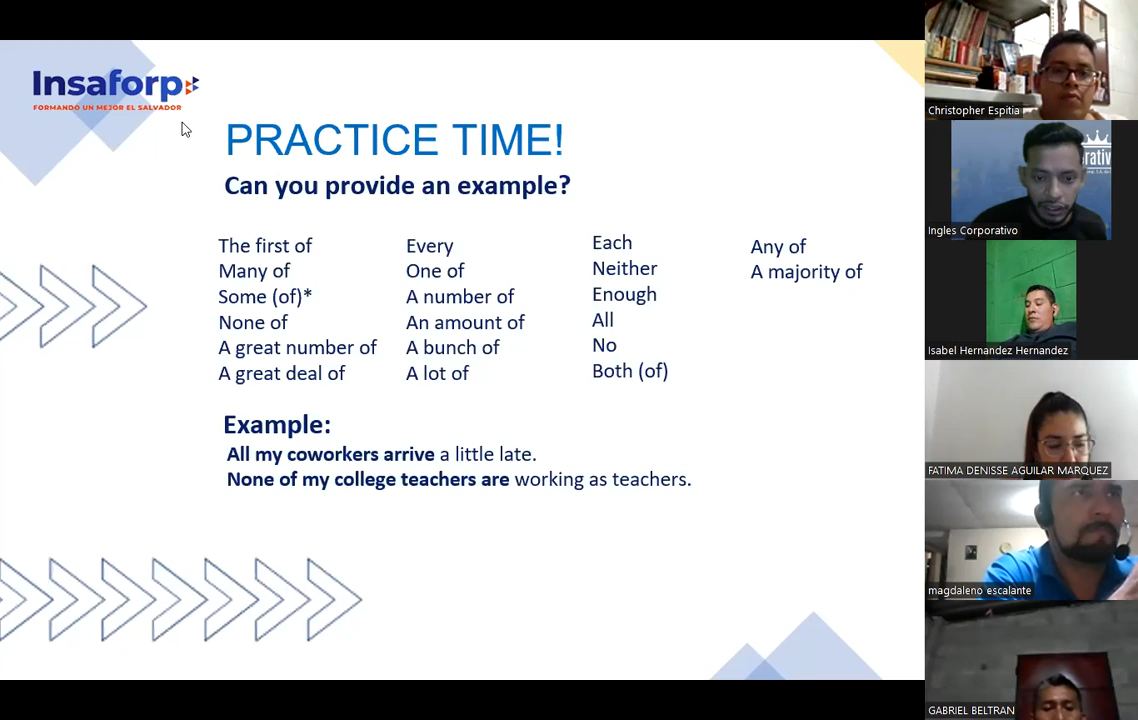 Insaforp
FORMANDO UN MEJOR EL SALVADOR
PRACTICE TIME!
Can you provide an example?
The first of
Many of
Some (of)*
None of
A great number of
A great deal of
Every
One of
A number of
An amount of
A bunch of
A lot of
Each
Neither
Enough
All
No
Both (of)
Any of
A majority of
Example:
All my coworkers arrive a little late.
None of my college teachers are working as teachers.
Christopher Espitia
Ingles Corporativo
Isabel Hernandez Hernandez
FATIMA DENISSE AGUILAR MARQUEZ
magdaleno escalante
GABRIEL BELTRAN